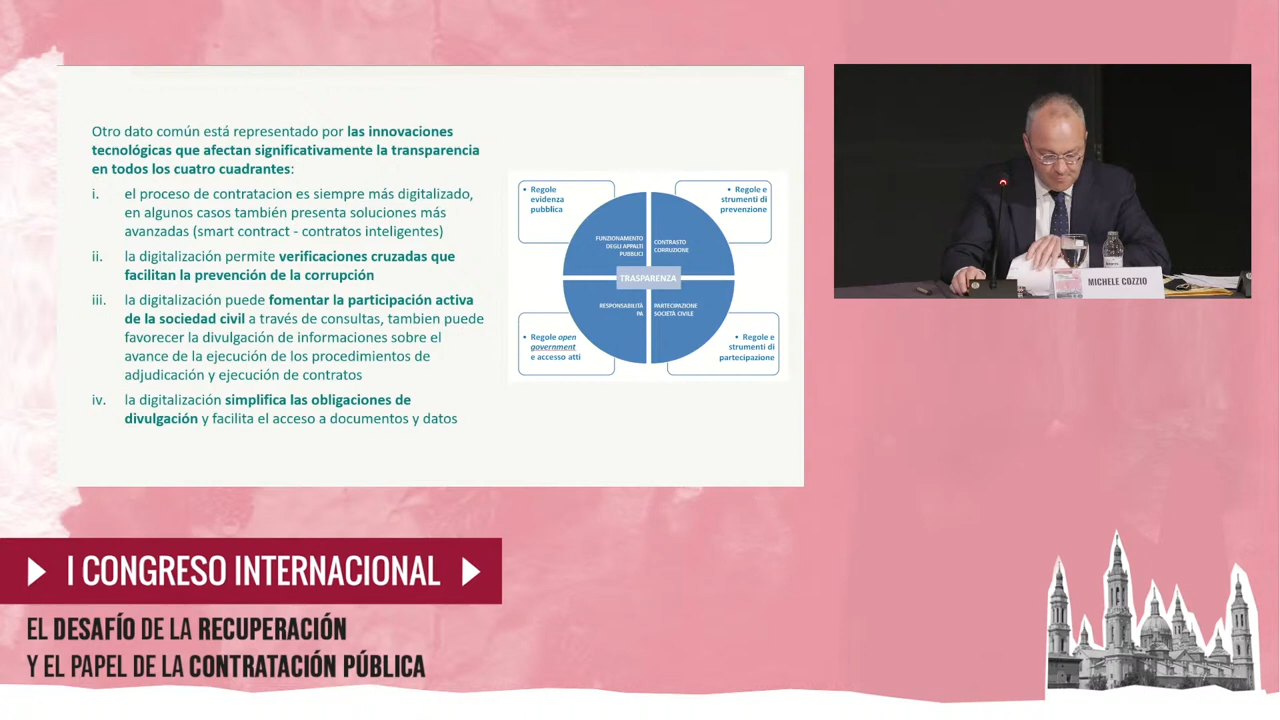 Otro dato común está representado por las innovaciones
tecnológicas que afectan significativamente la transparencia
en todos los cuatro cuadrantes:
i. el proceso de contratacion es siempre más digitalizado,
en algunos casos también presenta soluciones más
avanzadas (smart contract - contratos inteligentes)
ii. la digitalización permite verificaciones cruzadas que
facilitan la prevención de la corrupción
iii. la digitalización puede fomentar la participación activa
de la sociedad civil a través de consultas, tambien puede
favorecer la divulgación de informaciones sobre el
avance de la ejecución de los procedimientos de
adjudicación y ejecución de contratos
iv. la digitalización simplifica las obligaciones de
divulgación y facilita el acceso a documentos y datos
• Regole
evidenza
pubblica
• Regole e
strumenti di
prevenzione
FUNZIONAMENTO
DEGLI APPALTI
PUBBLICI
CONTRASTO
CORRUZIONE
TRASPARENZA
RESPONSABILITÀ
PA
PARTECIPAZIONE
SOCIETÀ CIVILE
• Regole open
government
e accesso atti
• Regole e
strumenti di
partecipazione
MICHELE COZZIO
I CONGRESO INTERNACIONAL
EL DESAFÍO DE LA RECUPERACIÓN
Y EL PAPEL DE LA CONTRATACIÓN PÚBLICA